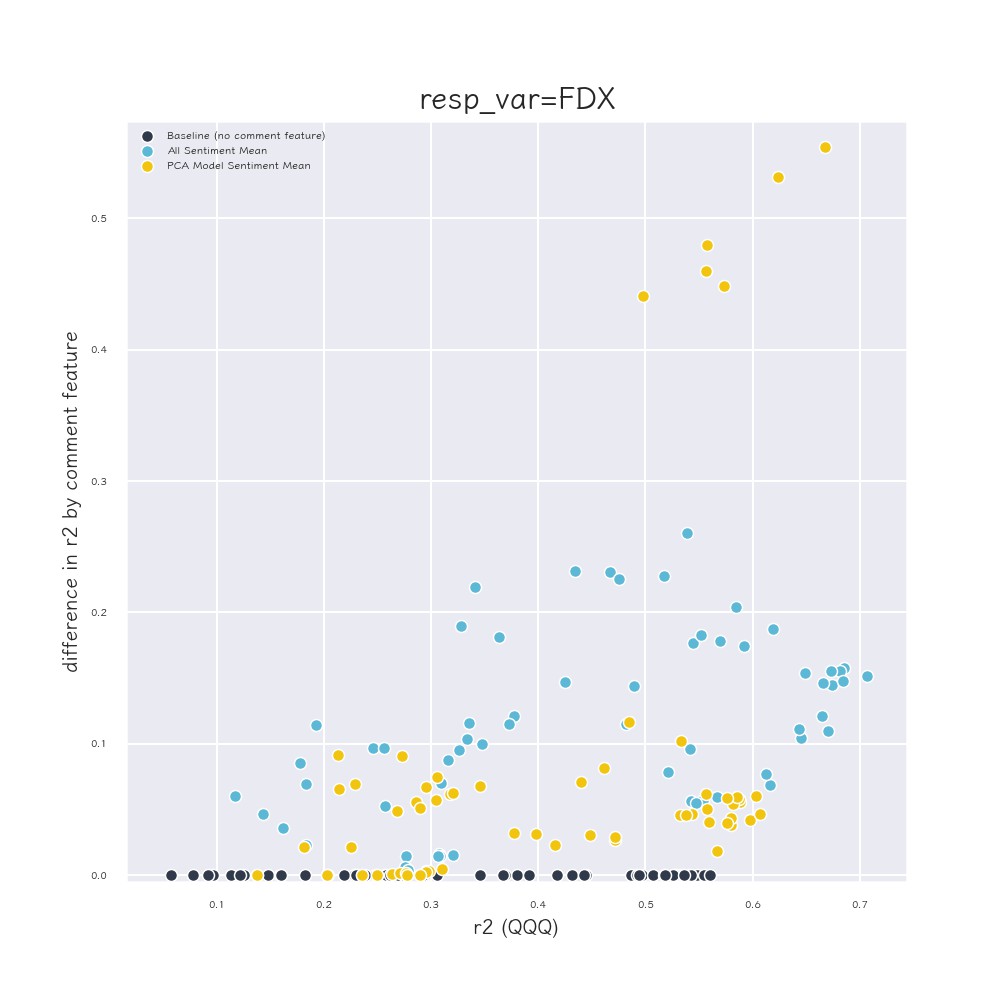 resp_var=FDX
Baseline (no comment feature)
All Sentiment Mean
PCA Model Sentiment Mean
difference in r2 by comment feature
0.5
0.4
0.3
0.2
0.1
0.0
0.1 0.2 0.3 0.4 0.5 0.6 0.7
r2 (QQQ)